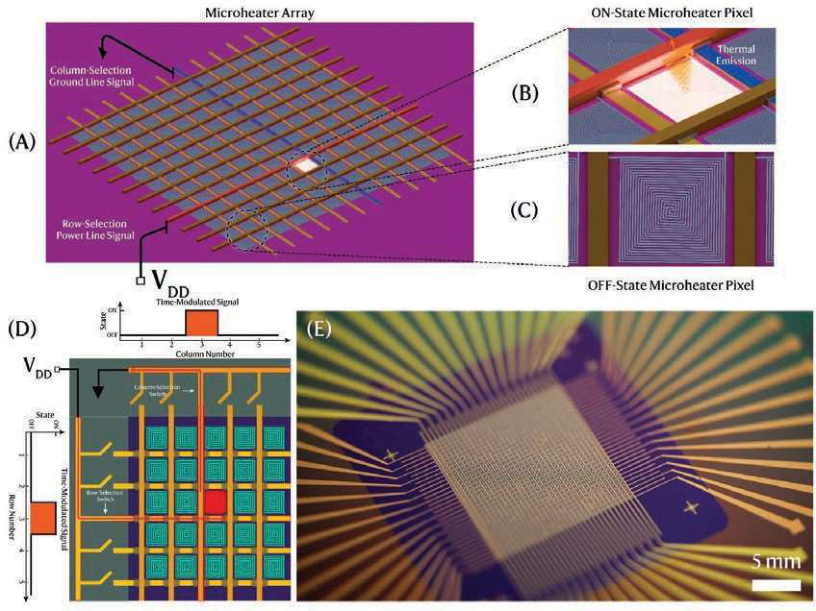 Microheater Array
ON-State Microheater Pixel
Column-Selection
Ground Line Signal
Thermal
Emission
(A)
(B)
(C)
Row-Selection
Power Line Signal
V_DD
OFF-State Microheater Pixel
(D)
Time-Modulated Signal
State
ON
OFF
1 2 3 4 5
Column Number
(E)
V_DD
Column-Selection
Switch
State
OFF
ON
Row-Selection
Switch
1
2
3
4
5
Row Number
Time-Modulated Signal
5 mm